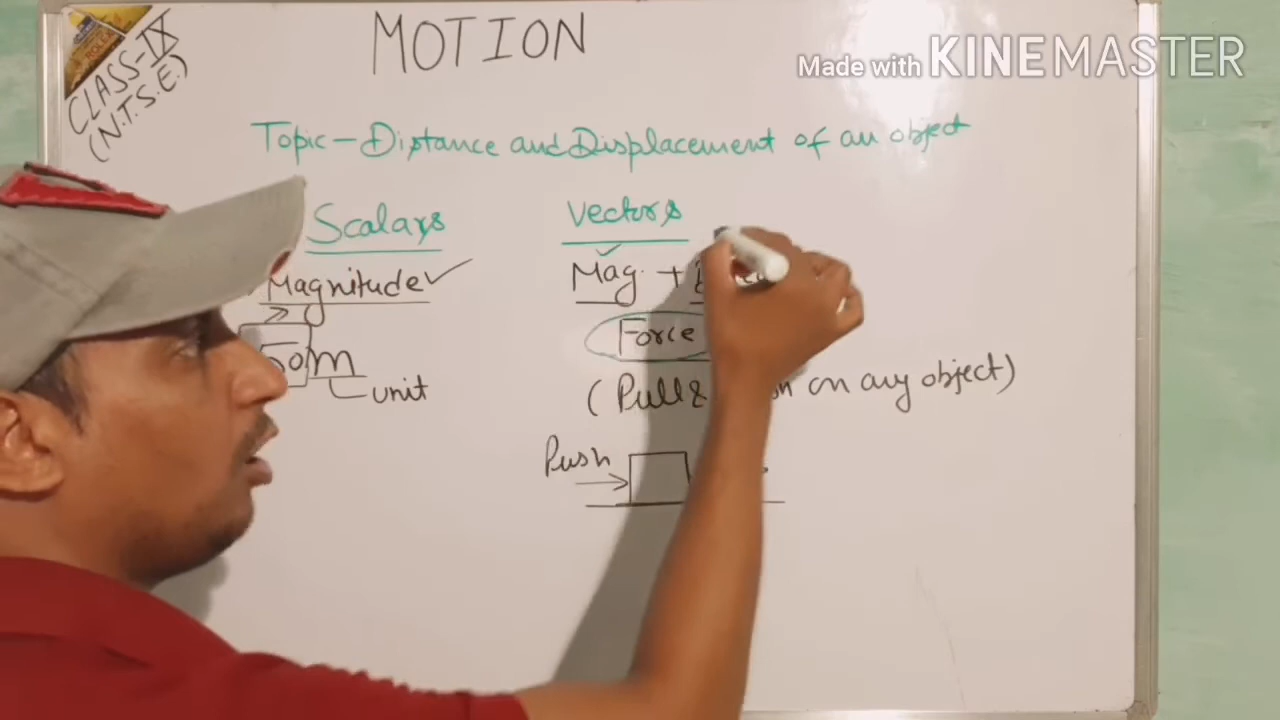 MOTION
Made with KINEMASTER
CLASS-IX
(N.T.S.E.)
Topic - Distance and Displacement of an object
Scalars Vectors
Magnitude ✓ Mag. +
Force
50m (Pull & on any object)
unit
Push